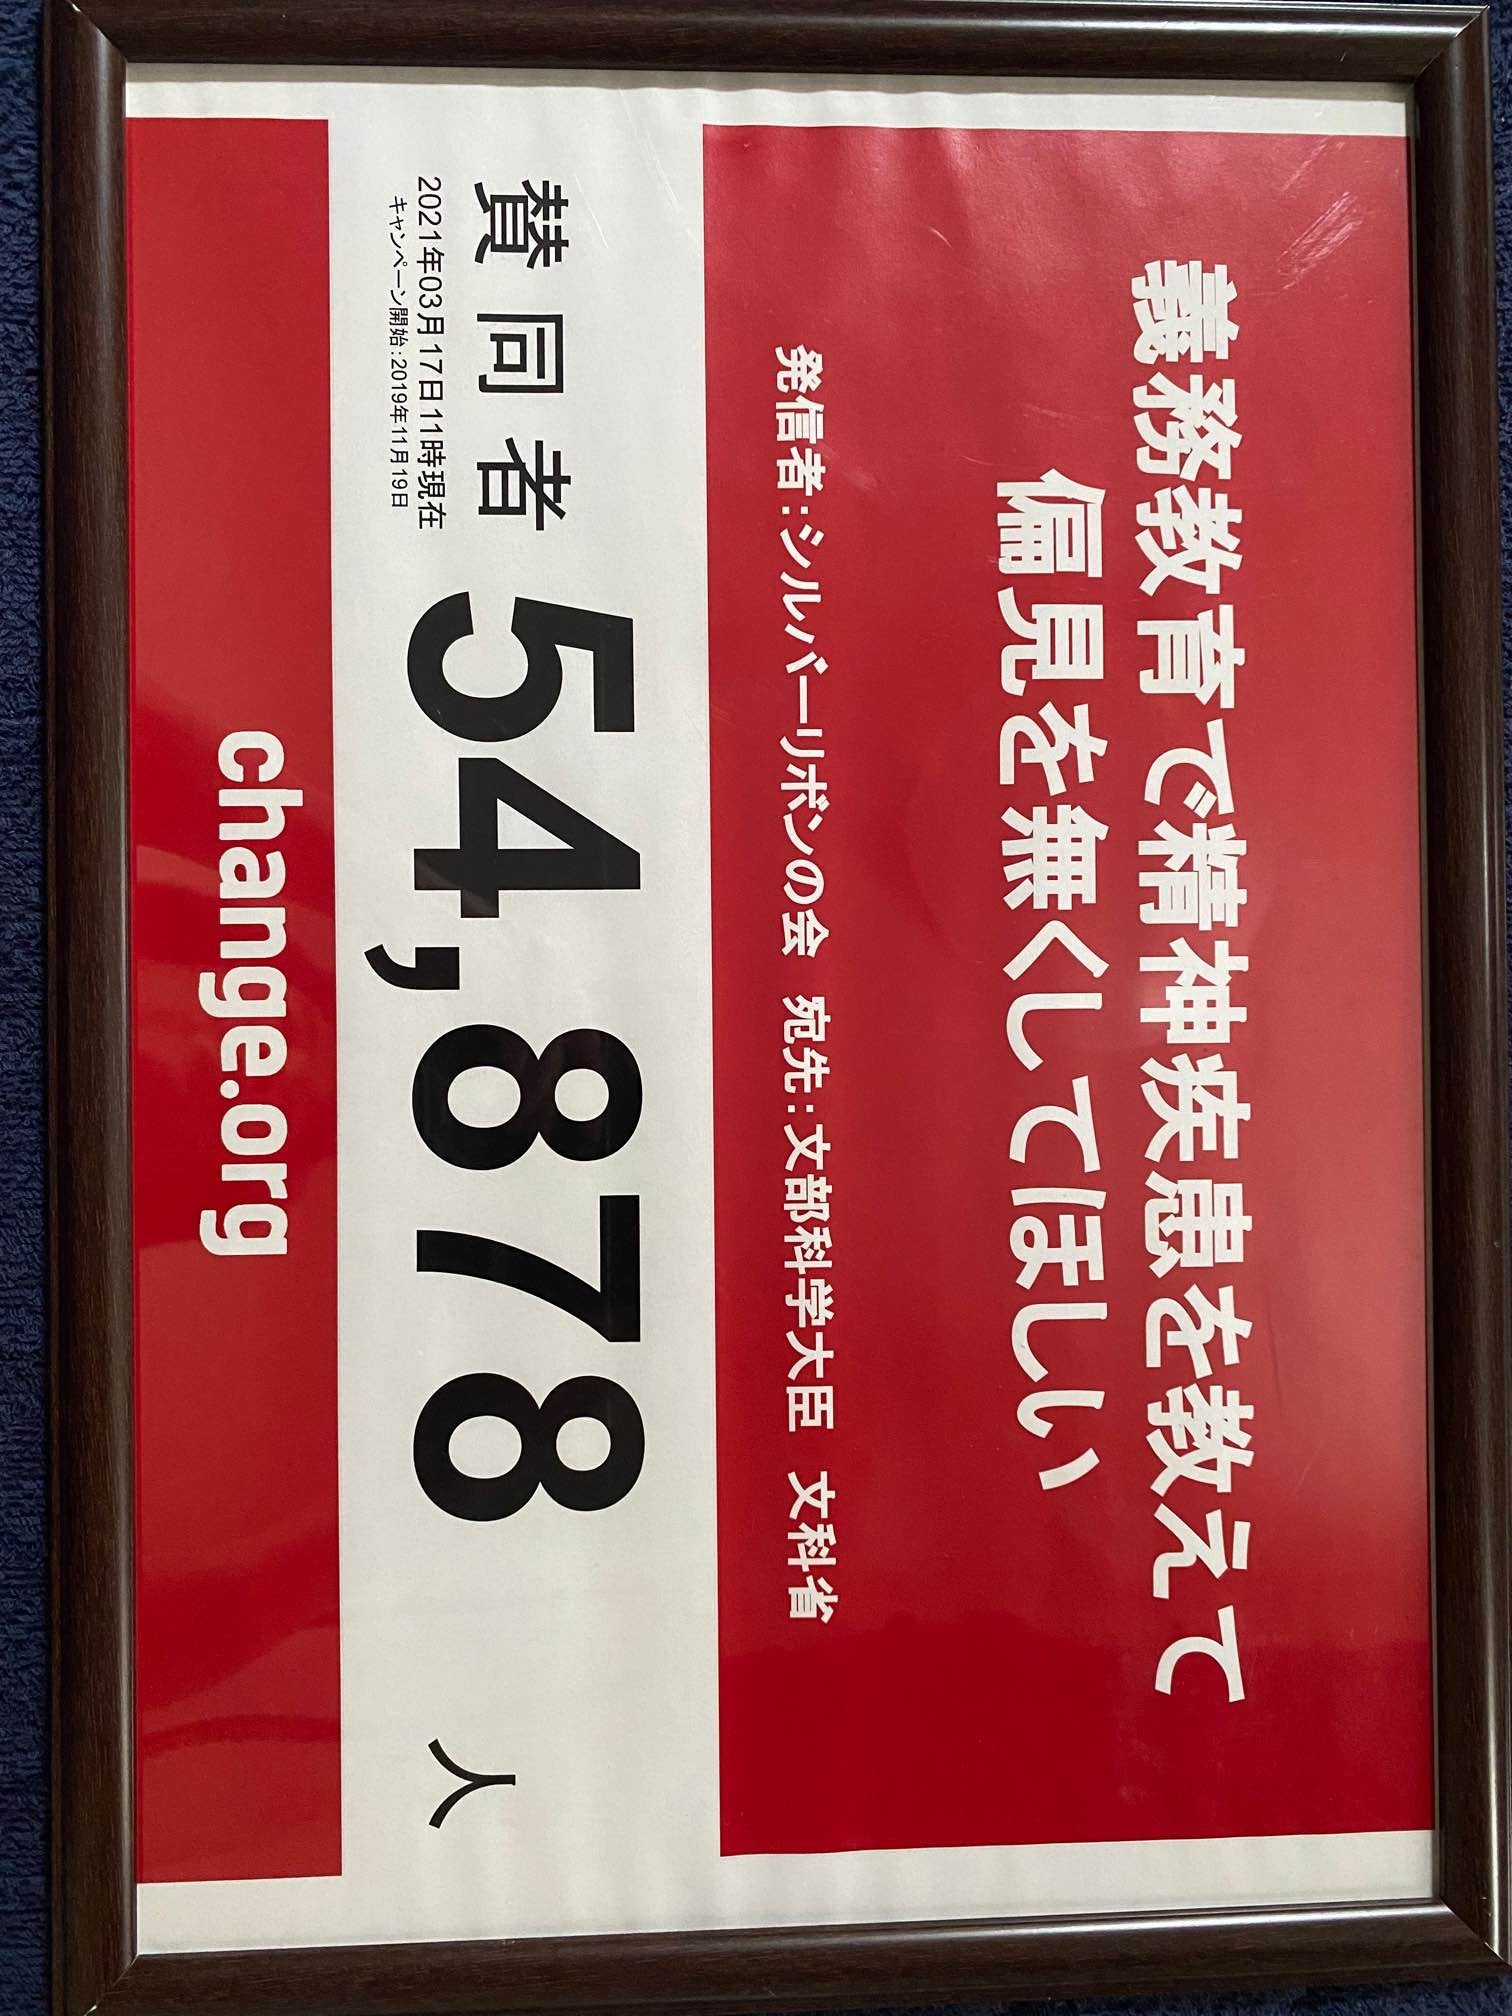 義務教育で精神疾患を教えて
偏見を無くしてほしい
発信者：シルバーリボンの会　宛先：文部科学大臣　文科省
賛同者 54,878 人
2021年03月17日11時現在
キャンペーン開始：2019年11月19日
change.org